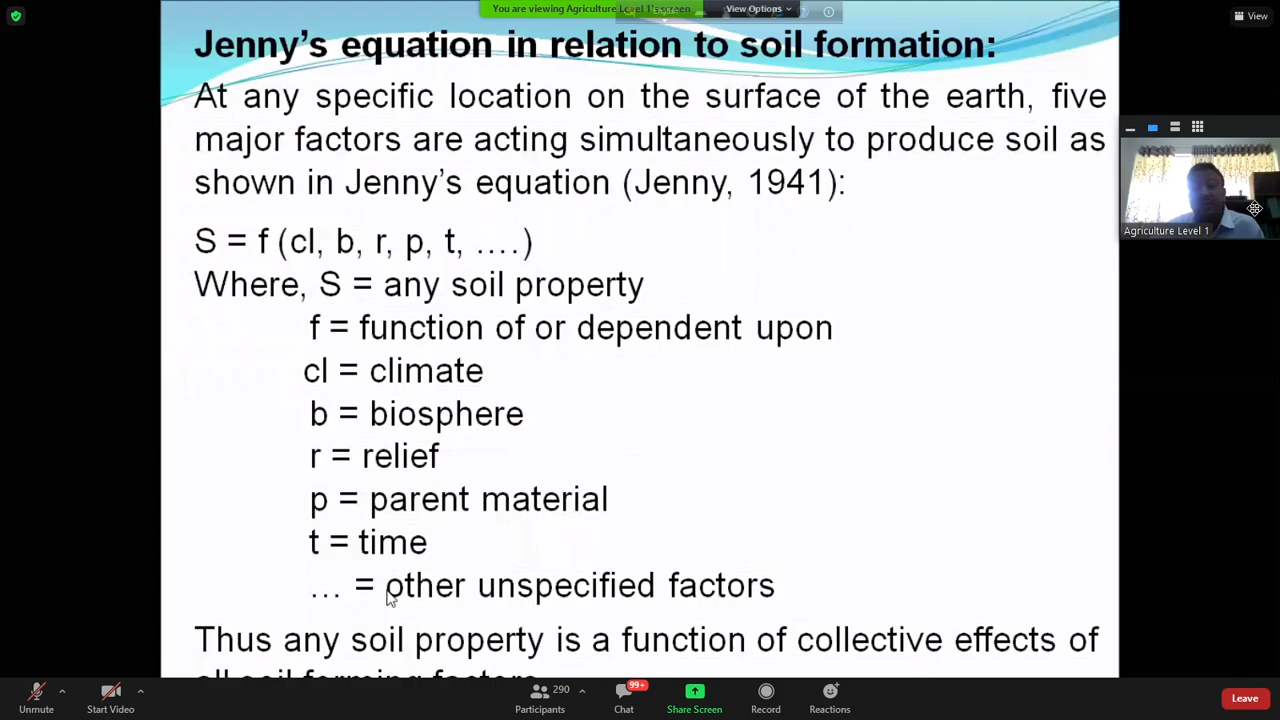 You are viewing Agriculture Level 1's screen
View Options
View
Jenny's equation in relation to soil formation:
At any specific location on the surface of the earth, five
major factors are acting simultaneously to produce soil as
shown in Jenny's equation (Jenny, 1941):
S = f (cl, b, r, p, t, ….)
Where, S = any soil property
f = function of or dependent upon
cl = climate
b = biosphere
r = relief
p = parent material
t = time
… = other unspecified factors
Thus any soil property is a function of collective effects of
all soil forming factors
Agriculture Level 1
Unmute
Start Video
290
Participants
99+
Chat
Share Screen
Record
Reactions
Leave